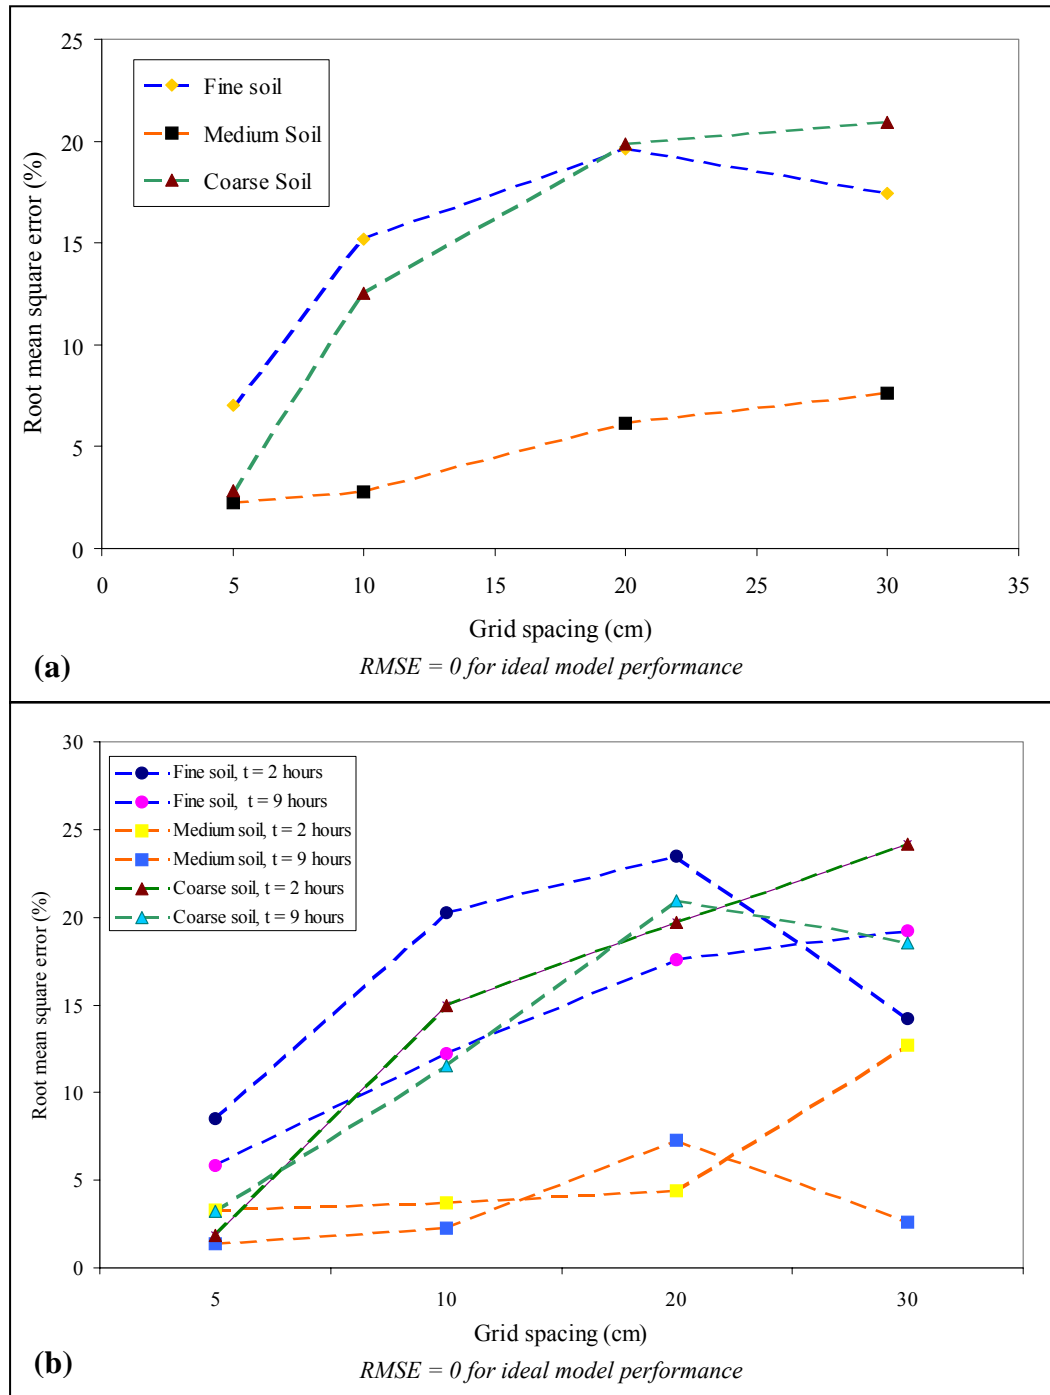 25
20
15
10
5
0
Root mean square error (%)
Fine soil
Medium Soil
Coarse Soil
0 5 10 15 20 25 30 35
Grid spacing (cm)
(a)
RMSE = 0 for ideal model performance
30
25
20
15
10
5
0
Root mean square error (%)
Fine soil, t = 2 hours
Fine soil, t = 9 hours
Medium soil, t = 2 hours
Medium soil, t = 9 hours
Coarse soil, t = 2 hours
Coarse soil, t = 9 hours
5 10 20 30
Grid spacing (cm)
(b)
RMSE = 0 for ideal model performance